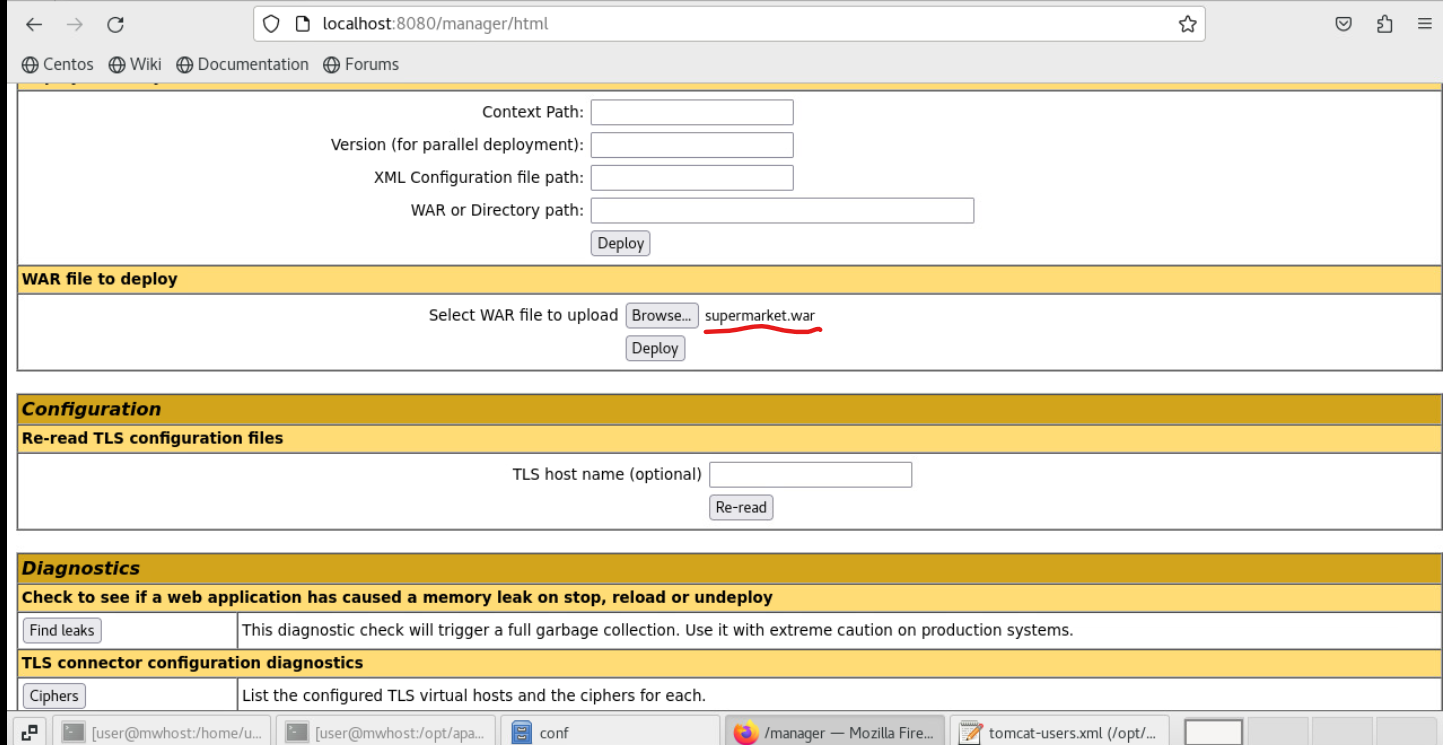 localhost:8080/manager/html
Centos Wiki Documentation Forums
Context Path:
Version (for parallel deployment):
XML Configuration file path:
WAR or Directory path:
Deploy
WAR file to deploy
Select WAR file to upload Browse... supermarket.war
Deploy
Configuration
Re-read TLS configuration files
TLS host name (optional)
Re-read
Diagnostics
Check to see if a web application has caused a memory leak on stop, reload or undeploy
Find leaks This diagnostic check will trigger a full garbage collection. Use it with extreme caution on production systems.
TLS connector configuration diagnostics
Ciphers List the configured TLS virtual hosts and the ciphers for each.
[user@mwhost:/home/u... [user@mwhost:/opt/apa... conf /manager — Mozilla Fire... tomcat-users.xml (/opt/...